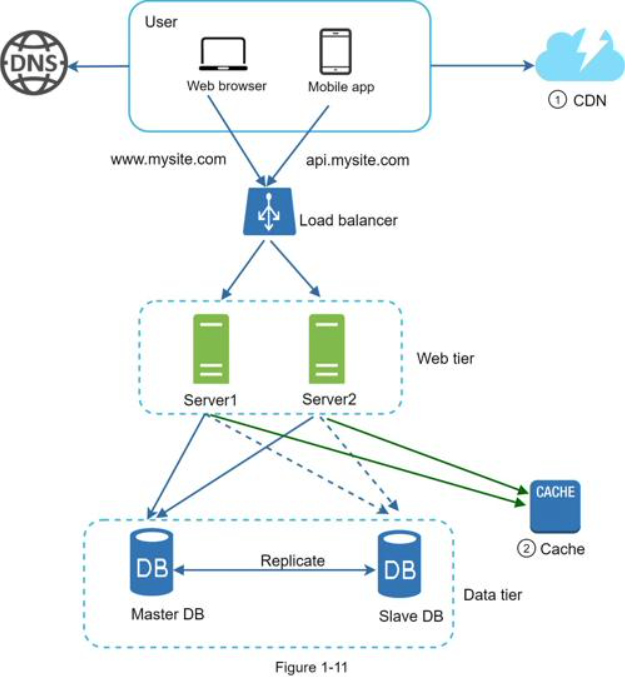 User
DNS
Web browser
Mobile app
1 CDN
www.mysite.com
api.mysite.com
Load balancer
Web tier
Server1
Server2
CACHE
2 Cache
DB
Replicate
DB
Master DB
Slave DB
Data tier
Figure 1-11